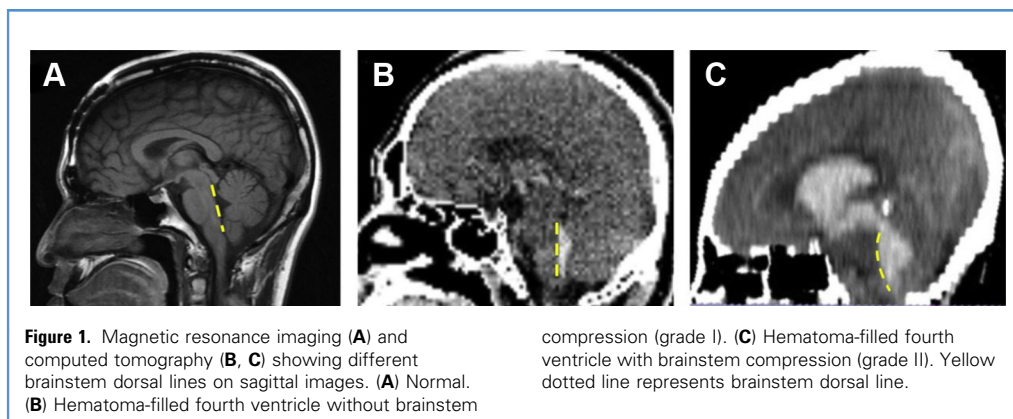 A
B
C
Figure 1. Magnetic resonance imaging (A) and
computed tomography (B, C) showing different
brainstem dorsal lines on sagittal images. (A) Normal.
(B) Hematoma-filled fourth ventricle without brainstem
compression (grade I). (C) Hematoma-filled fourth
ventricle with brainstem compression (grade II). Yellow
dotted line represents brainstem dorsal line.